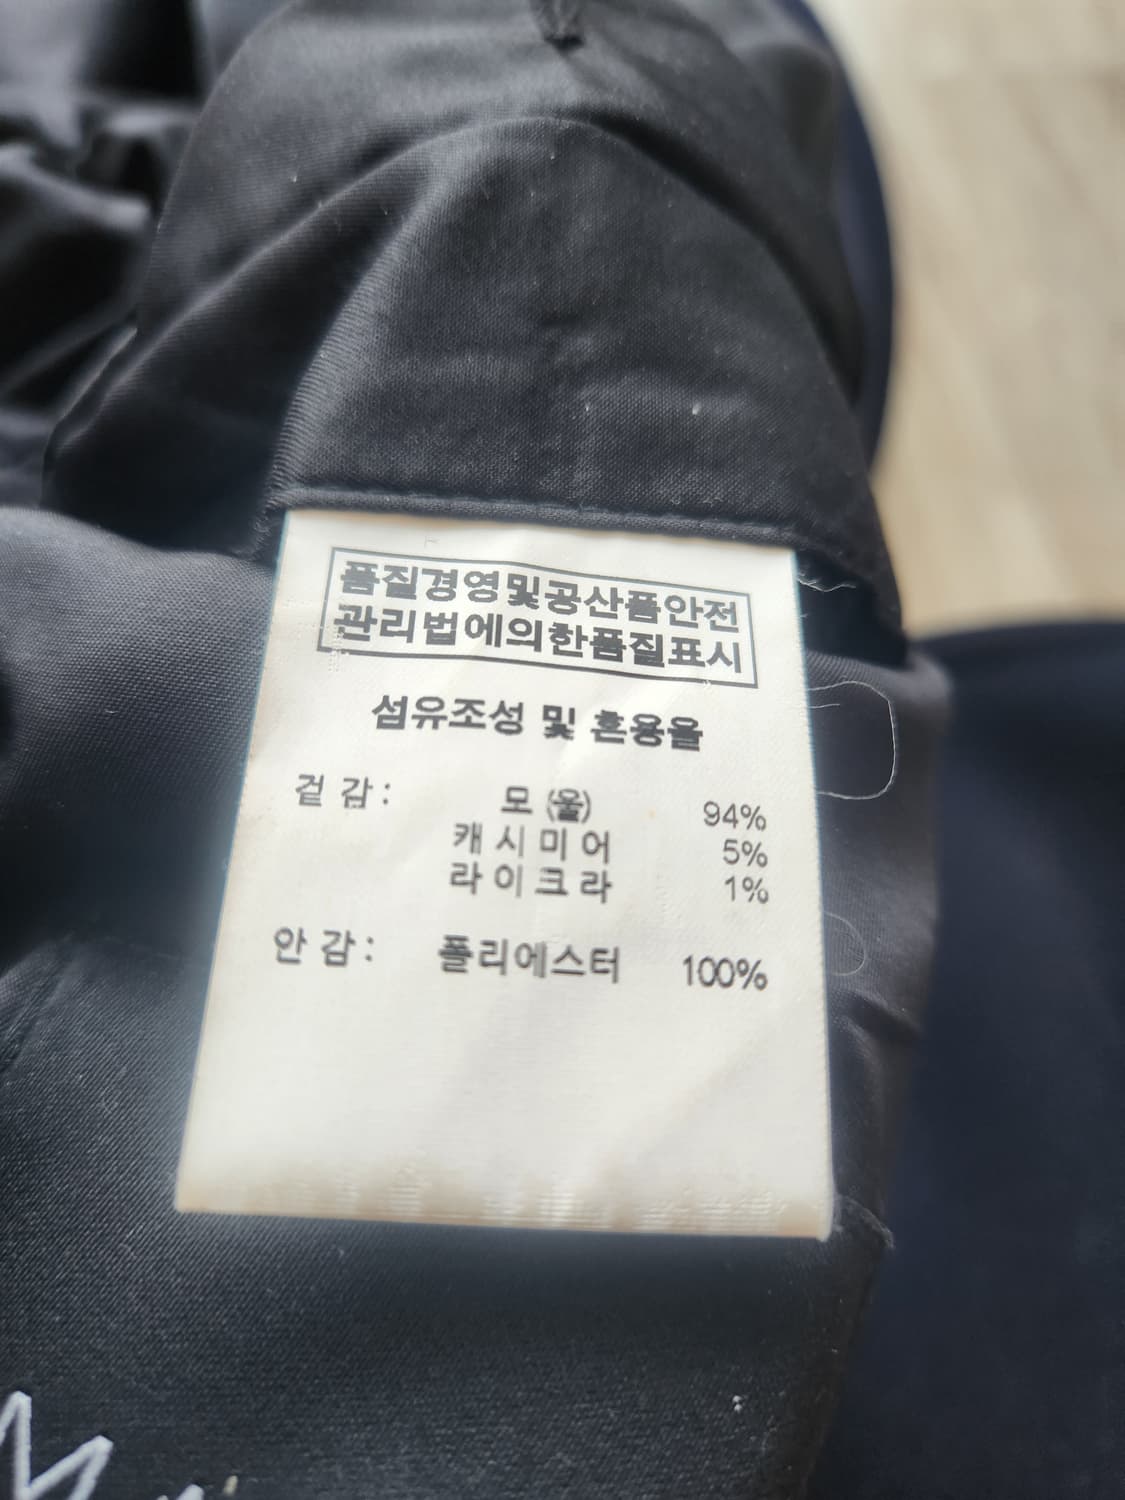 품질경영및공산품안전
관리법에의한품질표시
섬유조성 및 혼용율
겉 감 : 모 (울) 94%
캐 시 미 어 5%
라 이 크 라 1%
안 감 : 폴리에스터 100%